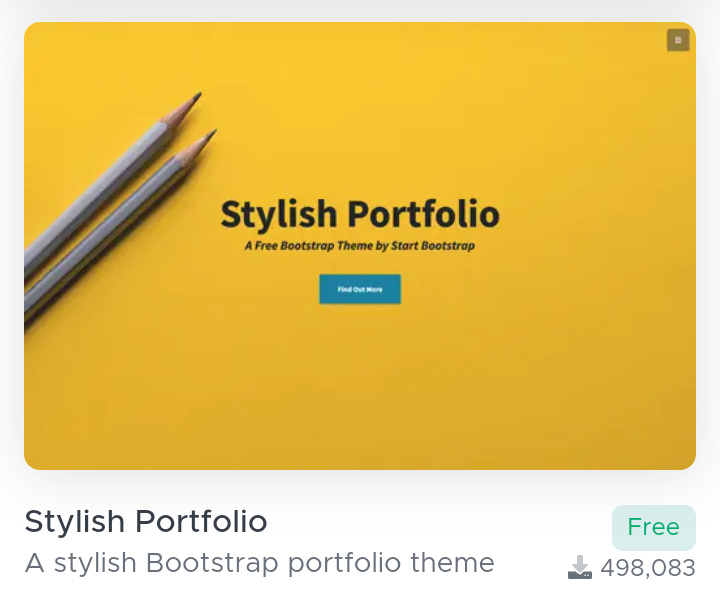 Stylish Portfolio
A Free Bootstrap Theme by Start Bootstrap
Find Out More
Stylish Portfolio
Free
A stylish Bootstrap portfolio theme
498,083